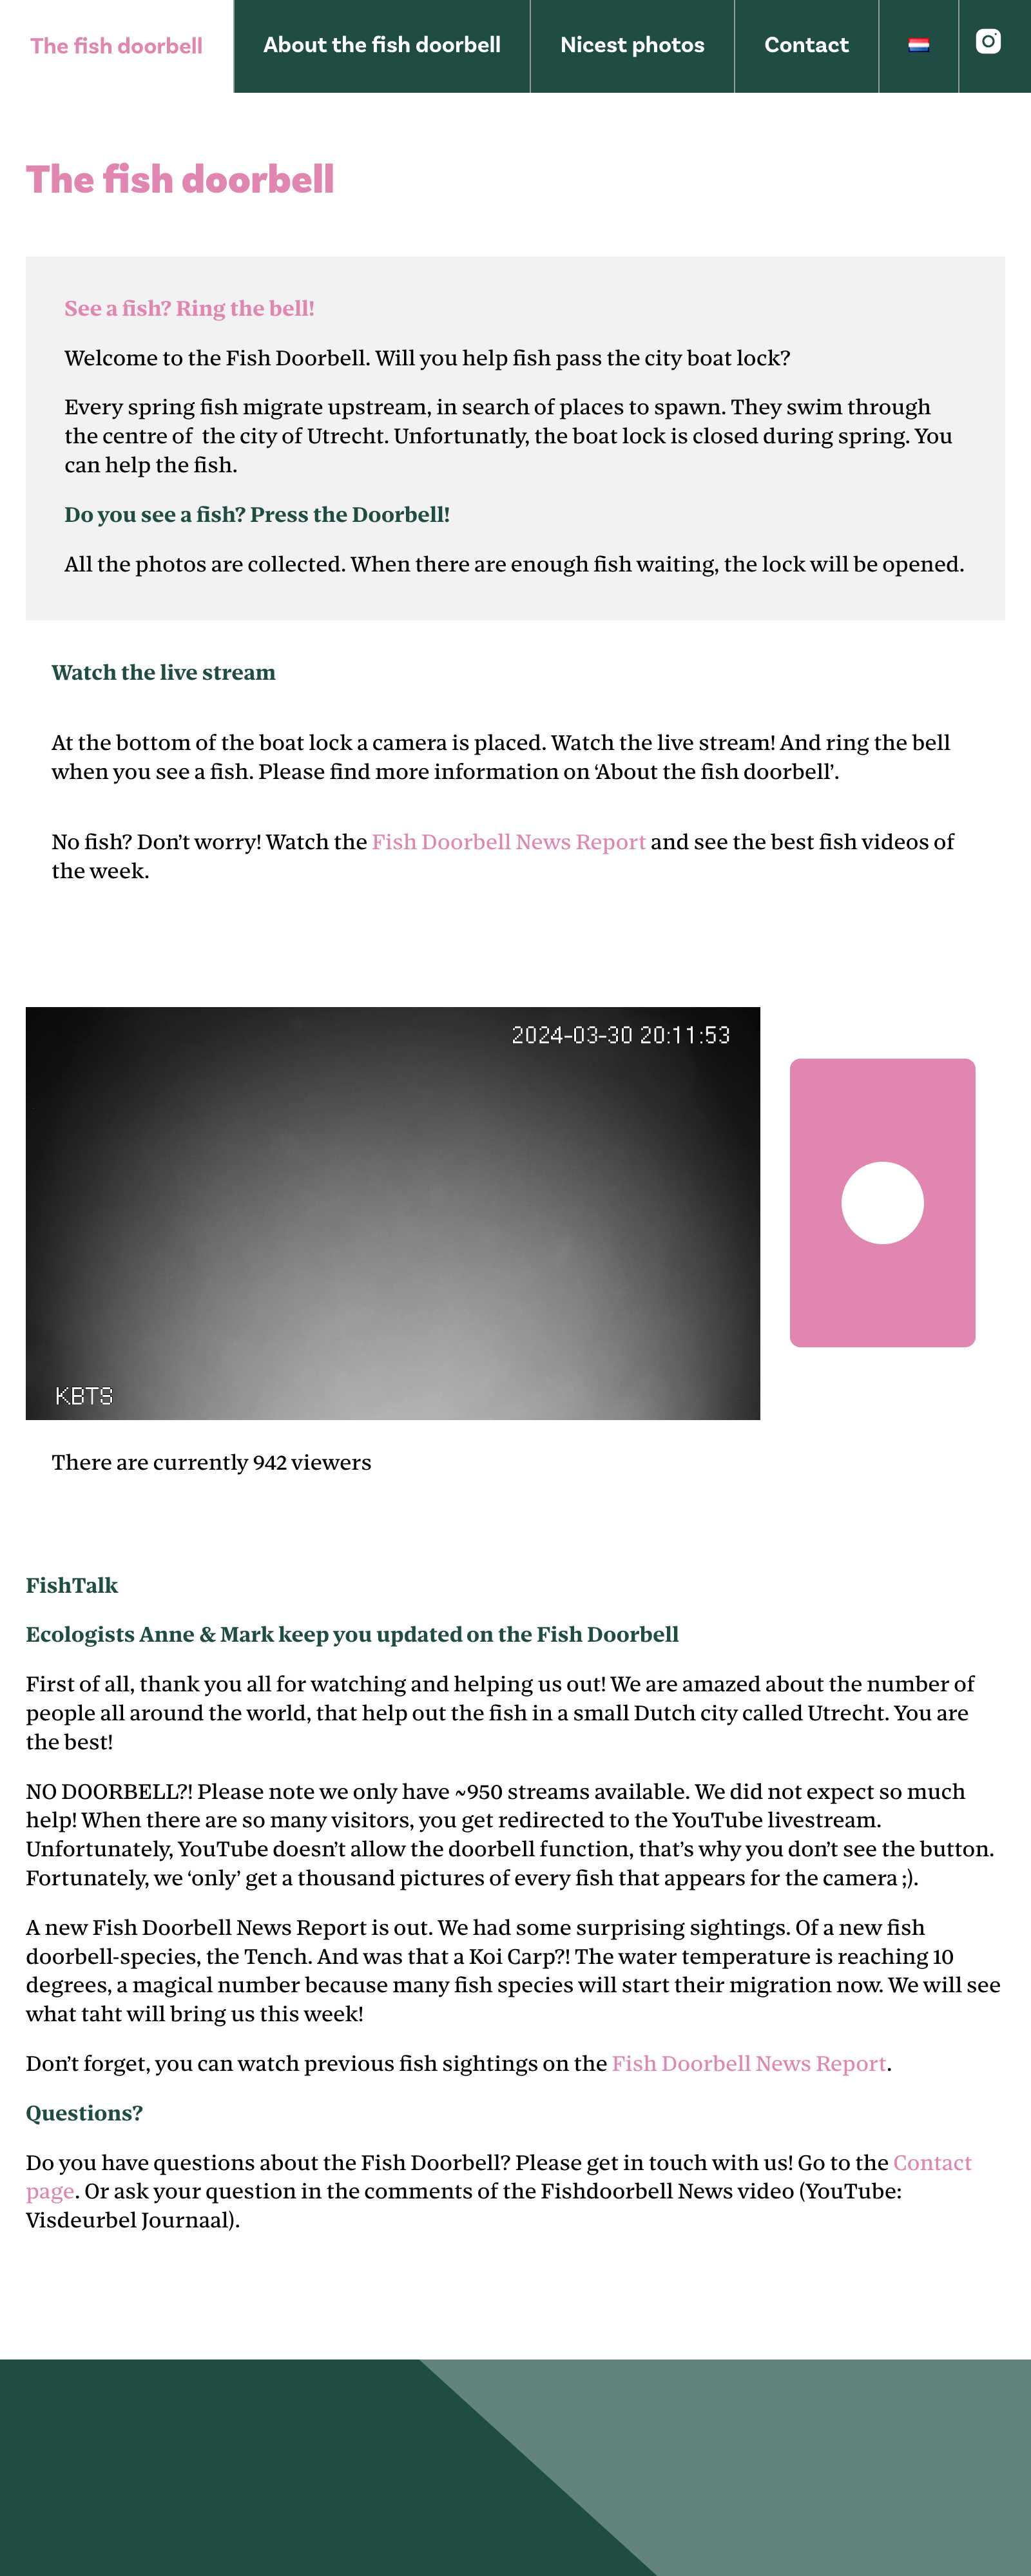 The fish doorbell
About the fish doorbell
Nicest photos
Contact
The fish doorbell
See a fish? Ring the bell!
Welcome to the Fish Doorbell. Will you help fish pass the city boat lock?
Every spring fish migrate upstream, in search of places to spawn. They swim through
the centre of  the city of Utrecht. Unfortunatly, the boat lock is closed during spring. You
can help the fish.
Do you see a fish? Press the Doorbell!
All the photos are collected. When there are enough fish waiting, the lock will be opened.
Watch the live stream
At the bottom of the boat lock a camera is placed. Watch the live stream! And ring the bell
when you see a fish. Please find more information on ‘About the fish doorbell’.
No fish? Don’t worry! Watch the Fish Doorbell News Report and see the best fish videos of
the week.
2024-03-30 20:11:53
KBTS
There are currently 942 viewers
FishTalk
Ecologists Anne & Mark keep you updated on the Fish Doorbell
First of all, thank you all for watching and helping us out! We are amazed about the number of
people all around the world, that help out the fish in a small Dutch city called Utrecht. You are
the best!
NO DOORBELL?! Please note we only have ~950 streams available. We did not expect so much
help! When there are so many visitors, you get redirected to the YouTube livestream.
Unfortunately, YouTube doesn’t allow the doorbell function, that’s why you don’t see the button.
Fortunately, we ‘only’ get a thousand pictures of every fish that appears for the camera ;).
A new Fish Doorbell News Report is out. We had some surprising sightings. Of a new fish
doorbell-species, the Tench. And was that a Koi Carp?! The water temperature is reaching 10
degrees, a magical number because many fish species will start their migration now. We will see
what taht will bring us this week!
Don’t forget, you can watch previous fish sightings on the Fish Doorbell News Report.
Questions?
Do you have questions about the Fish Doorbell? Please get in touch with us! Go to the Contact
page. Or ask your question in the comments of the Fishdoorbell News video (YouTube:
Visdeurbel Journaal).